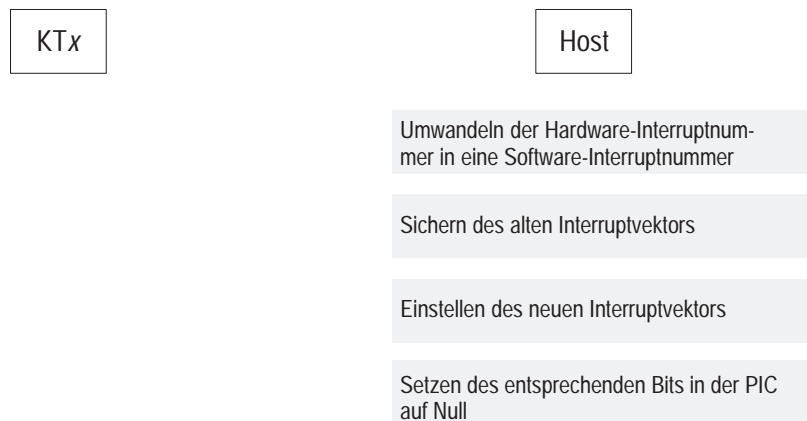 KTx
Host
Umwandeln der Hardware-Interruptnum-
mer in eine Software-Interruptnummer
Sichern des alten Interruptvektors
Einstellen des neuen Interruptvektors
Setzen des entsprechenden Bits in der PIC
auf Null